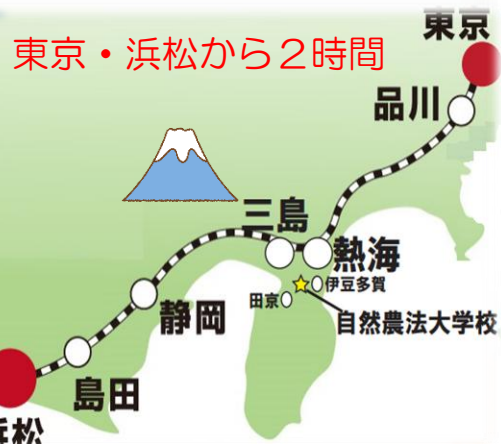 東京・浜松から2時間
東京
品川
三島
熱海
伊豆多賀
田京
自然農法大学校
静岡
島田
浜松